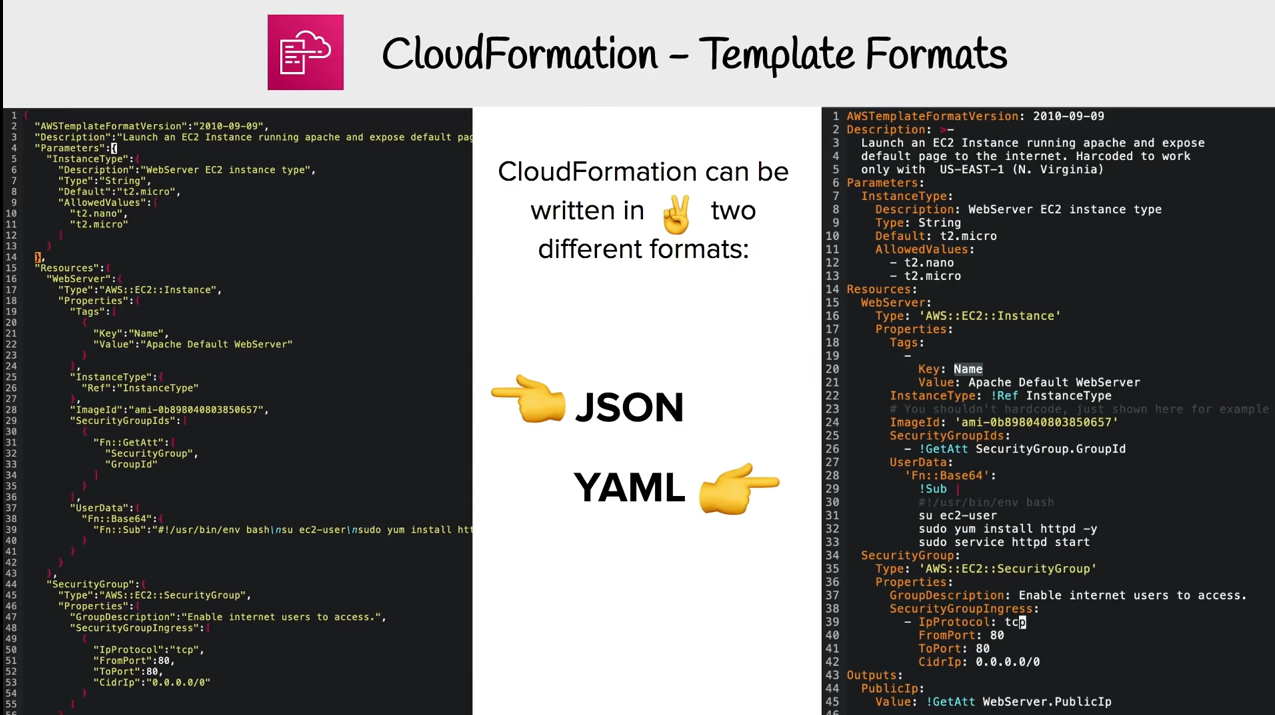 CloudFormation – Template Formats
1 {
2 "AWSTemplateFormatVersion":"2010-09-09",
3 "Description":"Launch an EC2 Instance running apache and expose default pag
4 "Parameters":{
5 "InstanceType":{
6 "Description":"WebServer EC2 instance type",
7 "Type":"String",
8 "Default":"t2.micro",
9 "AllowedValues":[
10 "t2.nano",
11 "t2.micro"
12 ]
13 }
14 },
15 "Resources":{
16 "WebServer":{
17 "Type":"AWS::EC2::Instance",
18 "Properties":{
19 "Tags":[
20 {
21 "Key":"Name",
22 "Value":"Apache Default WebServer"
23 }
24 ],
25 "InstanceType":{
26 "Ref":"InstanceType"
27 },
28 "ImageId":"ami-0b898040803850657",
29 "SecurityGroupIds":[
30 {
31 "Fn::GetAtt":[
32 "SecurityGroup",
33 "GroupId"
34 ]
35 }
36 ],
37 "UserData":{
38 "Fn::Base64":{
39 "Fn::Sub":"#!/usr/bin/env bash\nsu ec2-user\nsudo yum install htt
40 }
41 }
42 }
43 },
44 "SecurityGroup":{
45 "Type":"AWS::EC2::SecurityGroup",
46 "Properties":{
47 "GroupDescription":"Enable internet users to access.",
48 "SecurityGroupIngress":[
49 {
50 "IpProtocol":"tcp",
51 "FromPort":80,
52 "ToPort":80,
53 "CidrIp":"0.0.0.0/0"
54 }
55 ]
56 }
CloudFormation can be
written in ✌️ two
different formats:
JSON
YAML
1 AWSTemplateFormatVersion: 2010-09-09
2 Description: >-
3 Launch an EC2 Instance running apache and expose
4 default page to the internet. Harcoded to work
5 only with US-EAST-1 (N. Virginia)
6 Parameters:
7 InstanceType:
8 Description: WebServer EC2 instance type
9 Type: String
10 Default: t2.micro
11 AllowedValues:
12 - t2.nano
13 - t2.micro
14 Resources:
15 WebServer:
16 Type: 'AWS::EC2::Instance'
17 Properties:
18 Tags:
19 -
20 Key: Name
21 Value: Apache Default WebServer
22 InstanceType: !Ref InstanceType
23 # You shouldn't hardcode, just shown here for example
24 ImageId: 'ami-0b898040803850657'
25 SecurityGroupIds:
26 - !GetAtt SecurityGroup.GroupId
27 UserData:
28 'Fn::Base64':
29 !Sub |
30 #!/usr/bin/env bash
31 su ec2-user
32 sudo yum install httpd -y
33 sudo service httpd start
34 SecurityGroup:
35 Type: 'AWS::EC2::SecurityGroup'
36 Properties:
37 GroupDescription: Enable internet users to access.
38 SecurityGroupIngress:
39 - IpProtocol: tcp
40 FromPort: 80
41 ToPort: 80
42 CidrIp: 0.0.0.0/0
43 Outputs:
44 PublicIp:
45 Value: !GetAtt WebServer.PublicIp
46